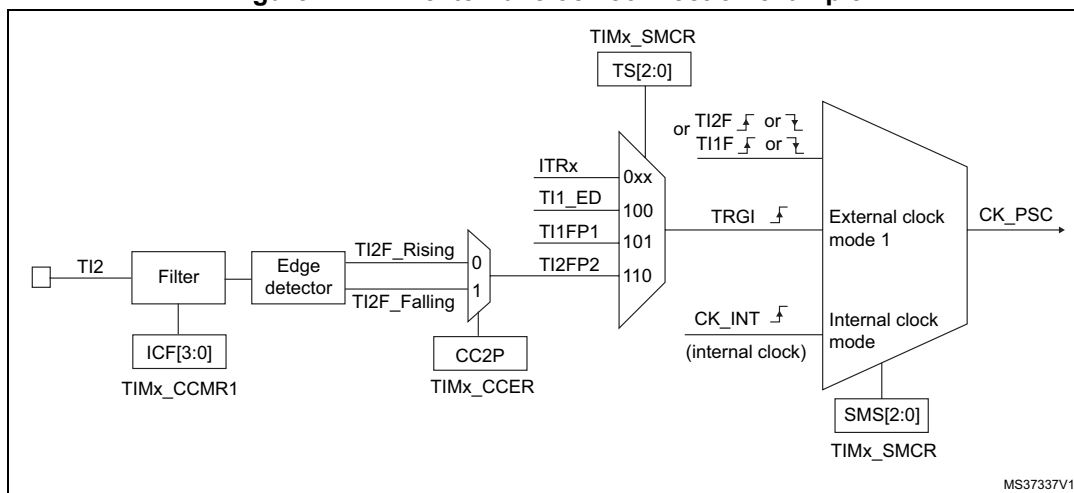 TIMx_SMCR
TS[2:0]
or TI2F or
TI1F or
ITRx
0xx
TI1_ED
100
TI1FP1
101
TI2FP2
110
TRGI
External clock
mode 1
CK_PSC
TI2
Filter
Edge
detector
TI2F_Rising
0
TI2F_Falling
1
ICF[3:0]
TIMx_CCMR1
CC2P
TIMx_CCER
CK_INT
(internal clock)
Internal clock
mode
SMS[2:0]
TIMx_SMCR
MS37337V1